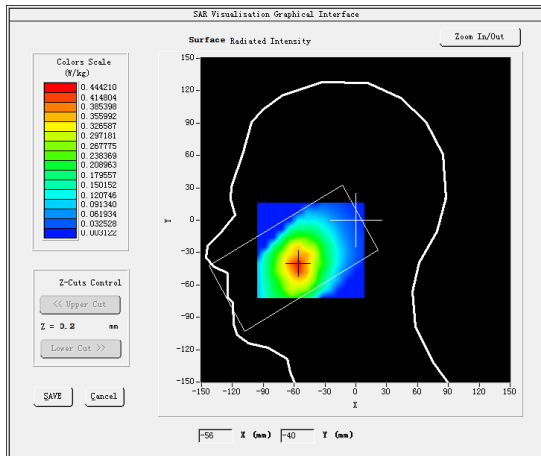 SAR Visualisation Graphical Interface
Surface Radiated Intensity
Zoom In/Out
Colors Scale
(W/kg)
0.444210
0.414804
0.385398
0.355992
0.326587
0.297181
0.267775
0.238369
0.208963
0.179557
0.150152
0.120746
0.091340
0.061934
0.032528
0.003122
Z-Cuts Control
<< Upper Cut
Z = 0.2 mm
Lower Cut >>
SAVE
Cancel
150
120
90
60
30
0
-30
-60
-90
-120
-150
Y
-150 -120 -90 -60 -30 0 30 60 90 120 150
X
-56 X (mm) -40 Y (mm)